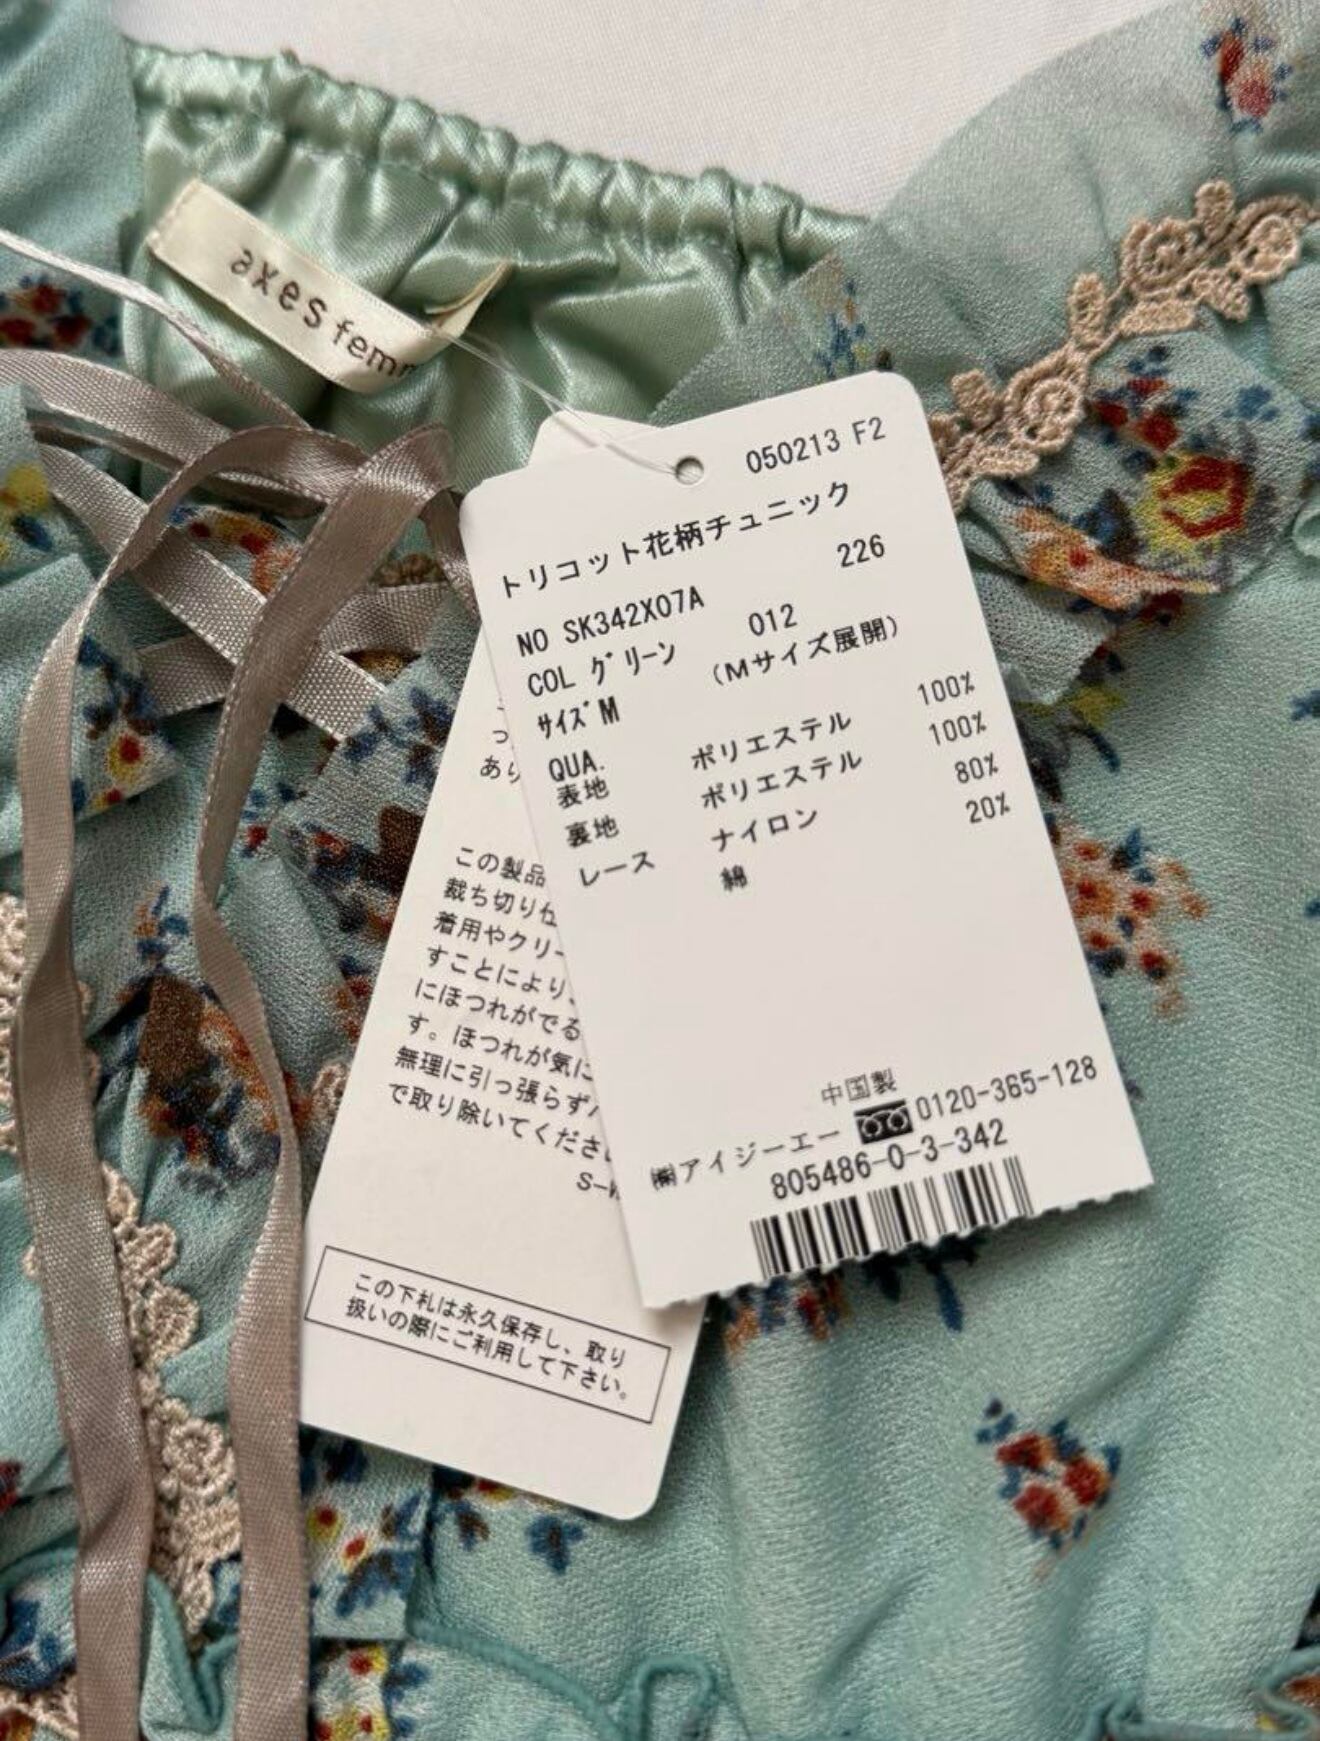 axes femm
050213 F2
トリコット花柄チュニック
226
NO SK342X07A
COL グリーン 012
サイズ M (Mサイズ展開)
QUA.
表地 ポリエステル 100%
裏地 ポリエステル 100%
レース ナイロン 80%
綿 20%
中国製
㈱アイジーエー 0120-365-128
805486-0-3-342
っ
あり
この製品
裁ち切り仕
着用やクリー
すことにより、
にほつれがでる
す。ほつれが気に
無理に引っ張らず
で取り除いてくださ
S-
この下札は永久保存し、取り
扱いの際にご利用して下さい。